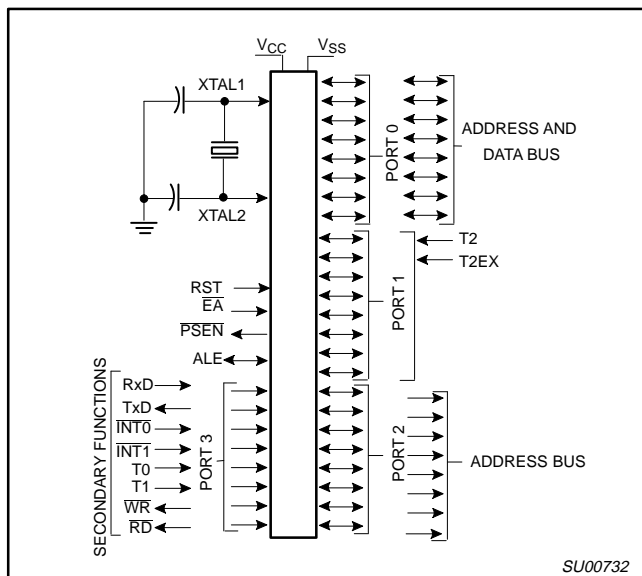 VCC VSS
XTAL1
PORT 0
ADDRESS AND
DATA BUS
XTAL2
T2
T2EX
PORT 1
RST
EA
PSEN
ALE
SECONDARY FUNCTIONS
RxD
TxD
INT0
INT1
T0
T1
WR
RD
PORT 3
PORT 2
ADDRESS BUS
SU00732